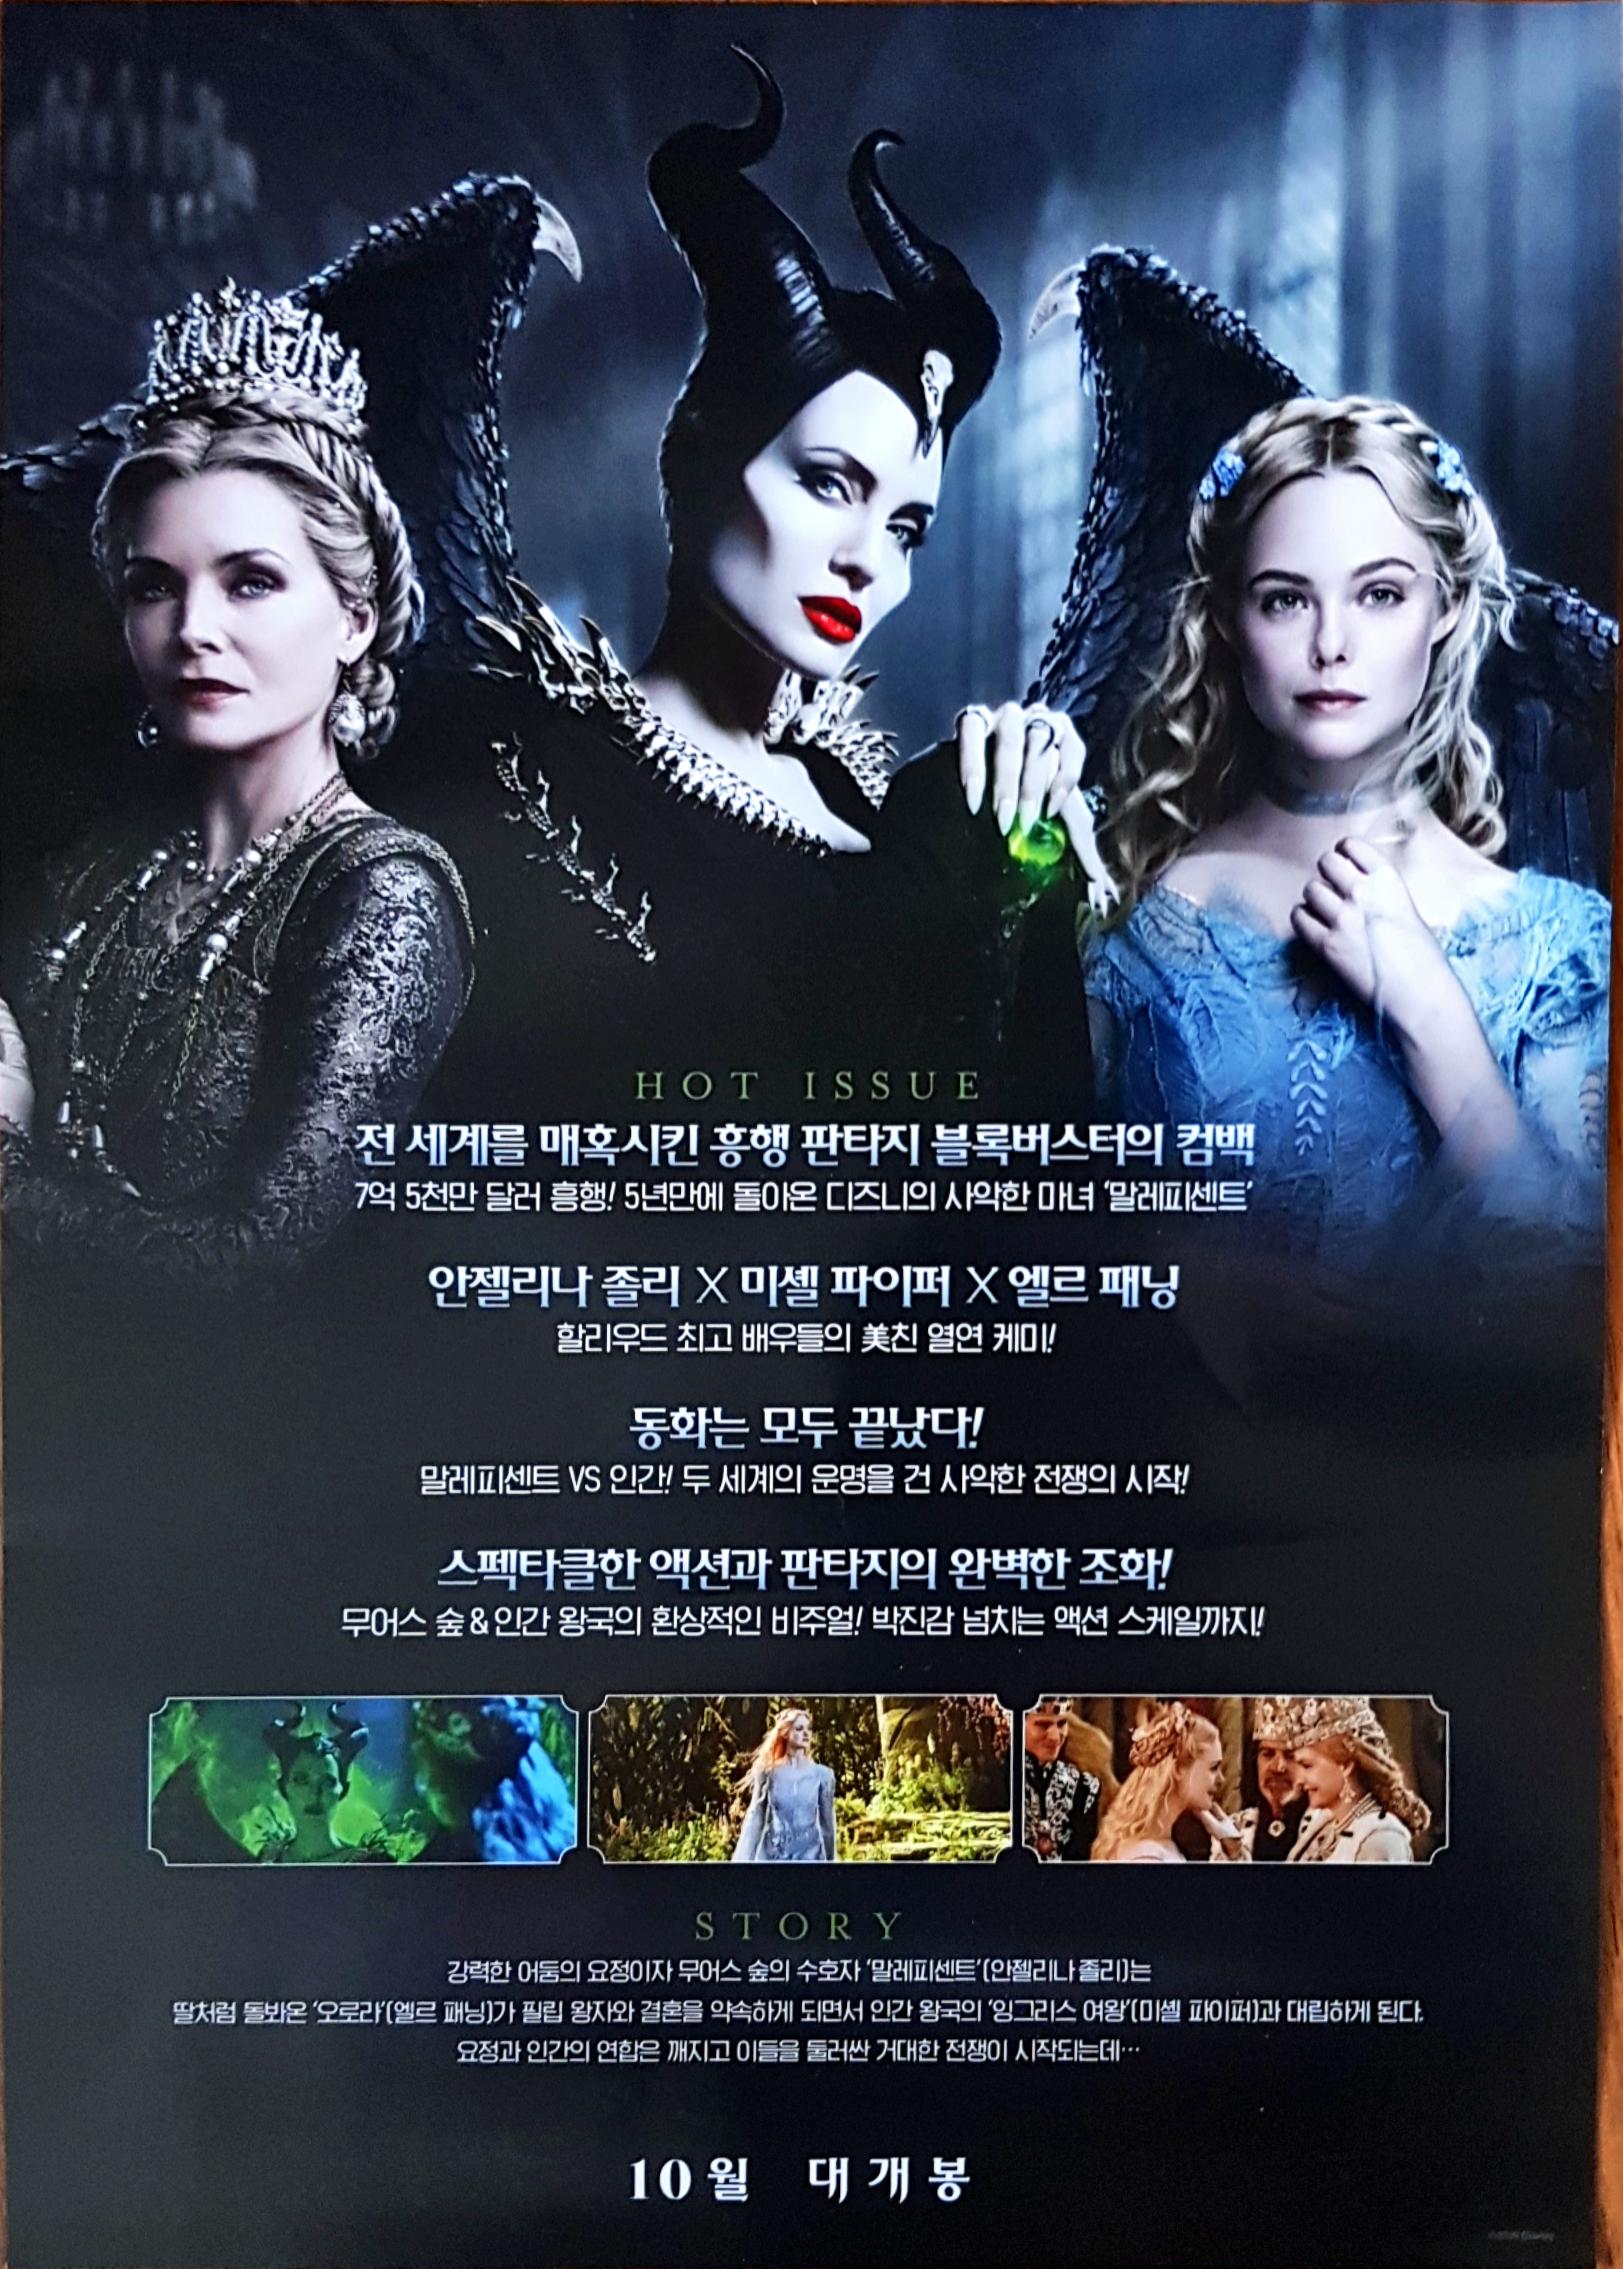 HOT ISSUE
전 세계를 매혹시킨 흥행 판타지 블록버스터의 컴백
7억 5천만 달러 흥행! 5년만에 돌아온 디즈니의 사악한 마녀 '말레피센트'
안젤리나 졸리 X 미셸 파이퍼 X 엘르 패닝
할리우드 최고 배우들의 美친 열연 케미!
동화는 모두 끝났다!
말레피센트 VS 인간! 두 세계의 운명을 건 사악한 전쟁의 시작!
스펙타클한 액션과 판타지의 완벽한 조화!
무어스 숲 & 인간 왕국의 환상적인 비주얼! 박진감 넘치는 액션 스케일까지!
STORY
강력한 어둠의 요정이자 무어스 숲의 수호자 '말레피센트'(안젤리나 졸리)는
딸처럼 돌봐온 '오로라'(엘르 패닝)가 필립 왕자와 결혼을 약속하게 되면서 인간 왕국의 '잉그리스 여왕'(미셸 파이퍼)과 대립하게 된다.
요정과 인간의 연합은 깨지고 이들을 둘러싼 거대한 전쟁이 시작되는데…
10월 대개봉